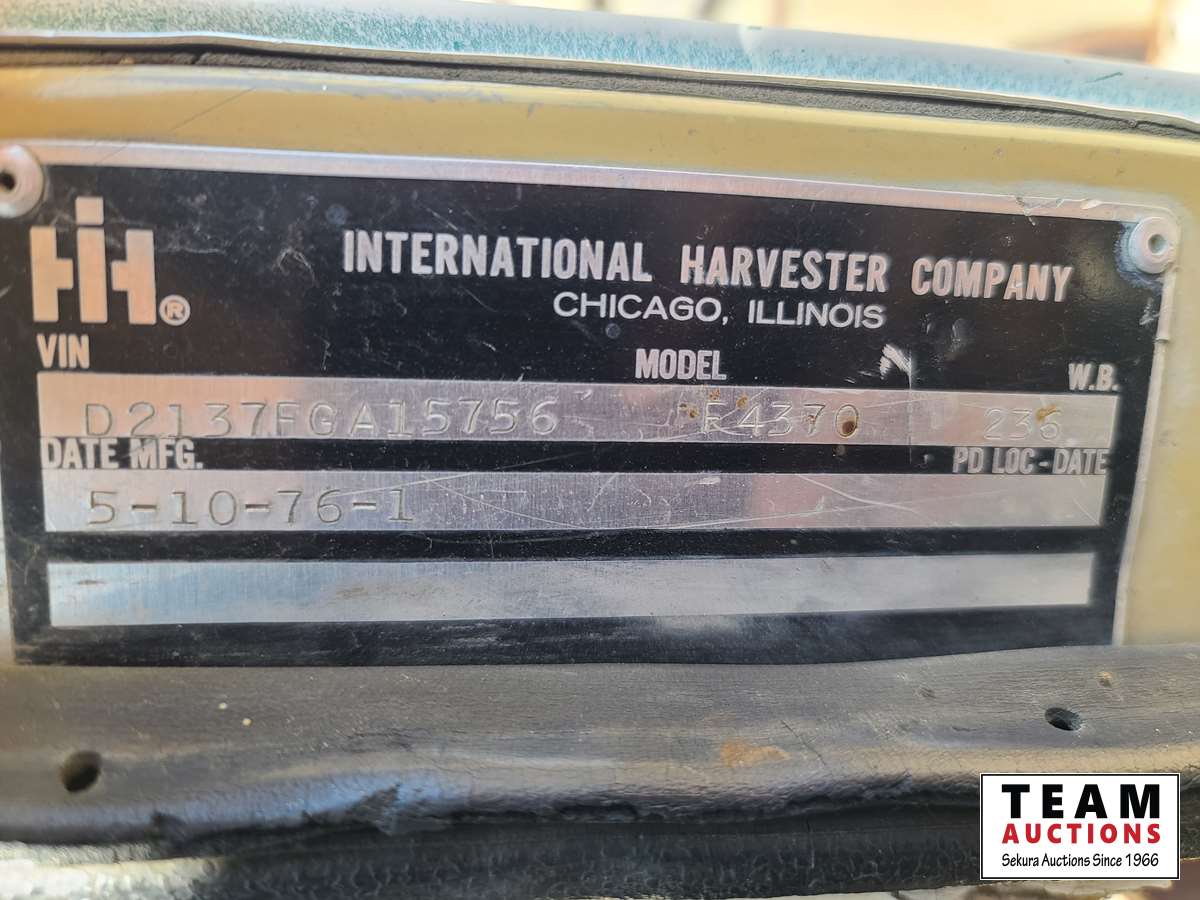 IH®
INTERNATIONAL HARVESTER COMPANY
CHICAGO, ILLINOIS
VIN MODEL W.B.
D2137FGA15756 F4370 236
DATE MFG. PD LOC - DATE
5-10-76-1
TEAM
AUCTIONS
Sekura Auctions Since 1966